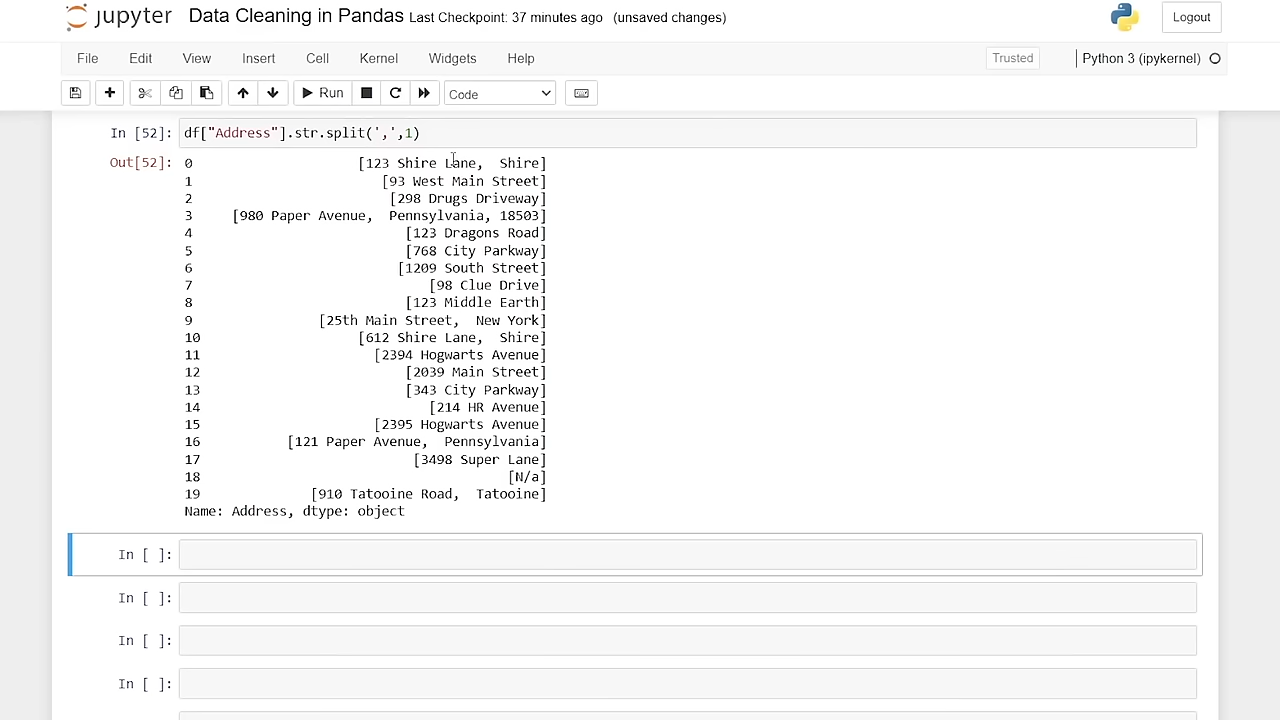 jupyter Data Cleaning in Pandas Last Checkpoint: 37 minutes ago (unsaved changes) Logout
File Edit View Insert Cell Kernel Widgets Help Trusted Python 3 (ipykernel)
Run Code
In [52]: df["Address"].str.split(',',1)
Out[52]: 0 [123 Shire Lane,  Shire]
1 [93 West Main Street]
2 [298 Drugs Driveway]
3 [980 Paper Avenue,  Pennsylvania, 18503]
4 [123 Dragons Road]
5 [768 City Parkway]
6 [1209 South Street]
7 [98 Clue Drive]
8 [123 Middle Earth]
9 [25th Main Street,  New York]
10 [612 Shire Lane,  Shire]
11 [2394 Hogwarts Avenue]
12 [2039 Main Street]
13 [343 City Parkway]
14 [214 HR Avenue]
15 [2395 Hogwarts Avenue]
16 [121 Paper Avenue,  Pennsylvania]
17 [3498 Super Lane]
18 [N/a]
19 [910 Tatooine Road,  Tatooine]
Name: Address, dtype: object
In [ ]:
In [ ]:
In [ ]:
In [ ]: